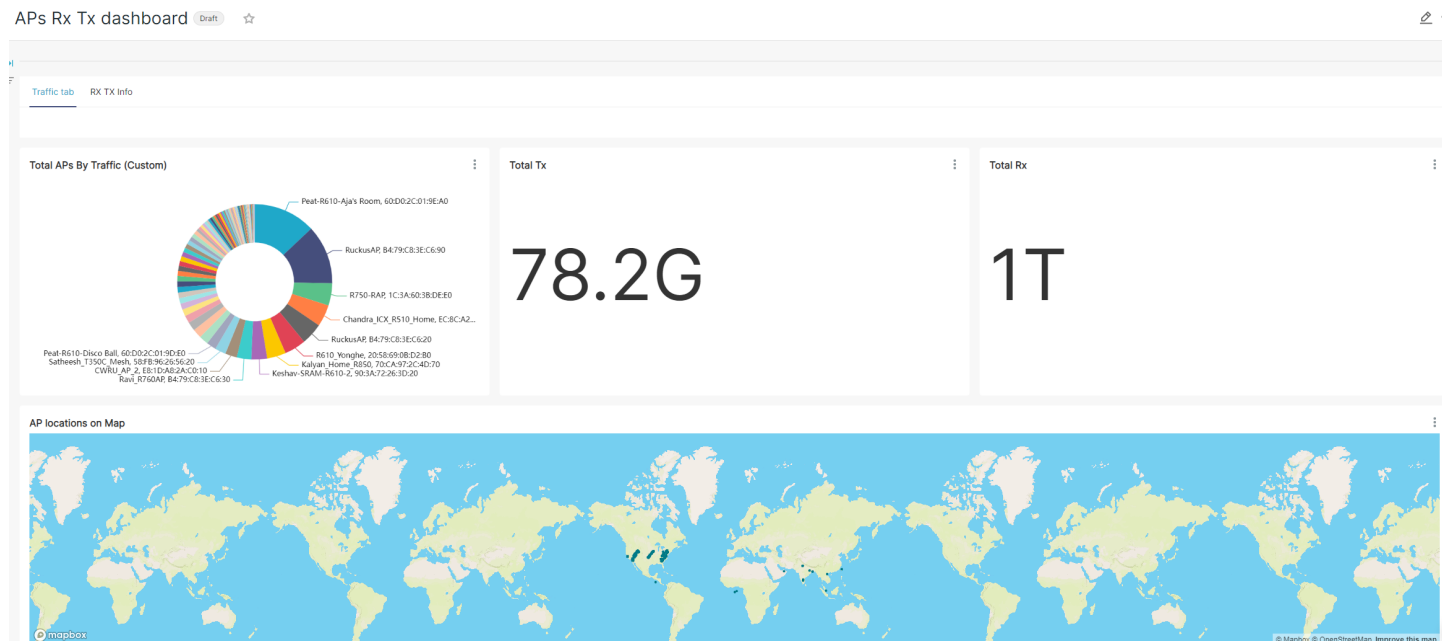 APs Rx Tx dashboard Draft
Traffic tab RX TX Info
Total APs By Traffic (Custom)
Peat-R610-Aja's Room, 60:D0:2C:01:9E:A0
RuckusAP, B4:79:C8:3E:C6:90
R750-RAP, 1C:3A:60:3B:DE:E0
Chandra_ICX_R510_Home, EC:8C:A2...
RuckusAP, B4:79:C8:3E:C6:20
R610_Yonghe, 20:58:69:0B:D2:B0
Kalyan_Home_R850, 70:CA:97:2C:4D:70
Keshav-SRAM-R610-2, 90:3A:72:26:3D:20
Peat-R610-Disco Ball, 60:D0:2C:01:9D:E0
Satheesh_T350C_Mesh, 58:FB:96:26:56:20
CWRU_AP_2, E8:1D:A8:2A:C0:10
Ravi_R760AP, B4:79:C8:3E:C6:30
Total Tx
78.2G
Total Rx
1T
AP locations on Map
mapbox
© Mapbox © OpenStreetMap Improve this map